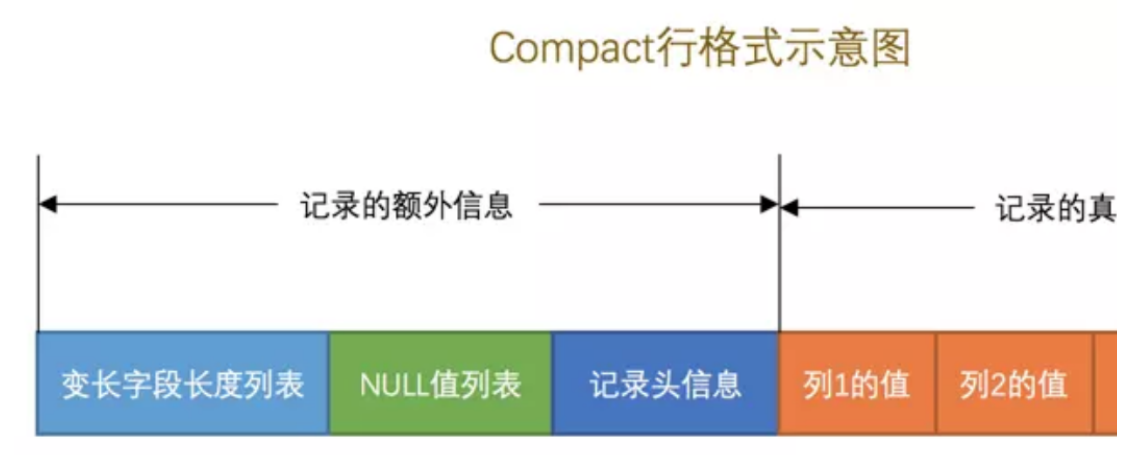 Compact行格式示意图
记录的额外信息
记录的真
变长字段长度列表
NULL值列表
记录头信息
列1的值
列2的值